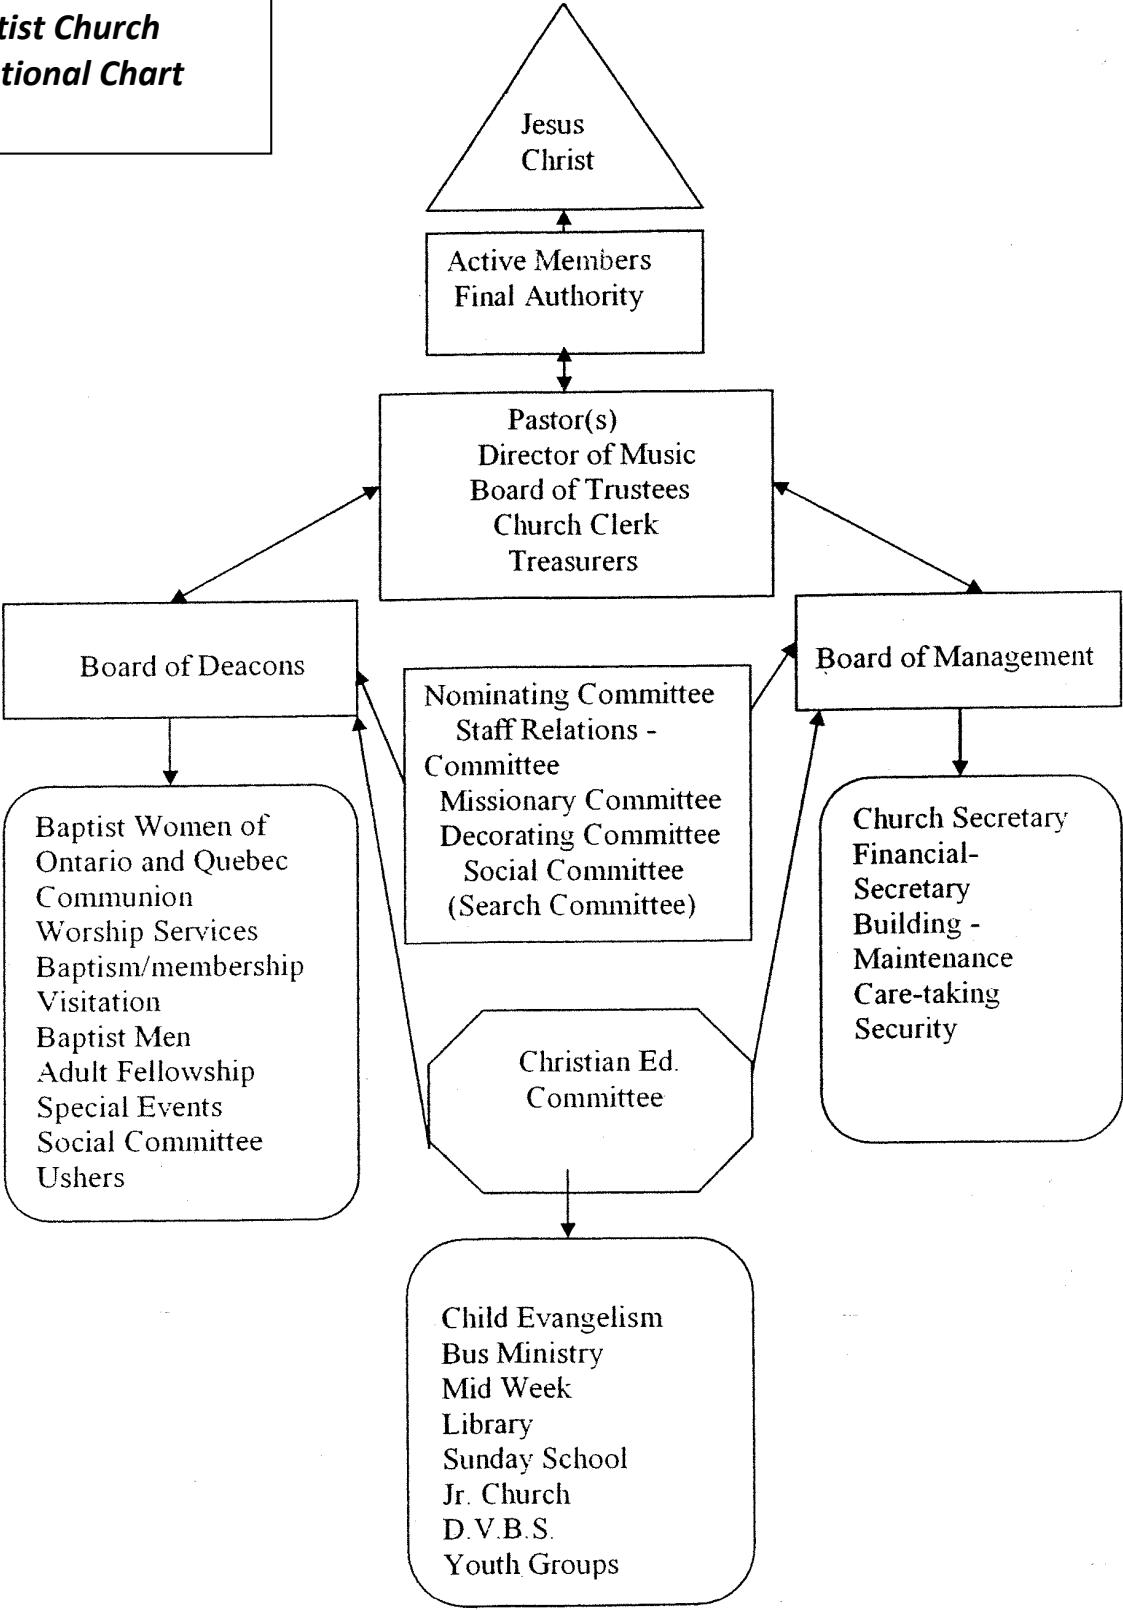 tist Church
tional Chart
Jesus
Christ
Active Members
Final Authority
Pastor(s)
Director of Music
Board of Trustees
Church Clerk
Treasurers
Board of Deacons
Board of Management
Nominating Committee
Staff Relations -
Committee
Missionary Committee
Decorating Committee
Social Committee
(Search Committee)
Baptist Women of
Ontario and Quebec
Communion
Worship Services
Baptism/membership
Visitation
Baptist Men
Adult Fellowship
Special Events
Social Committee
Ushers
Church Secretary
Financial-
Secretary
Building -
Maintenance
Care-taking
Security
Christian Ed.
Committee
Child Evangelism
Bus Ministry
Mid Week
Library
Sunday School
Jr. Church
D.V.B.S.
Youth Groups